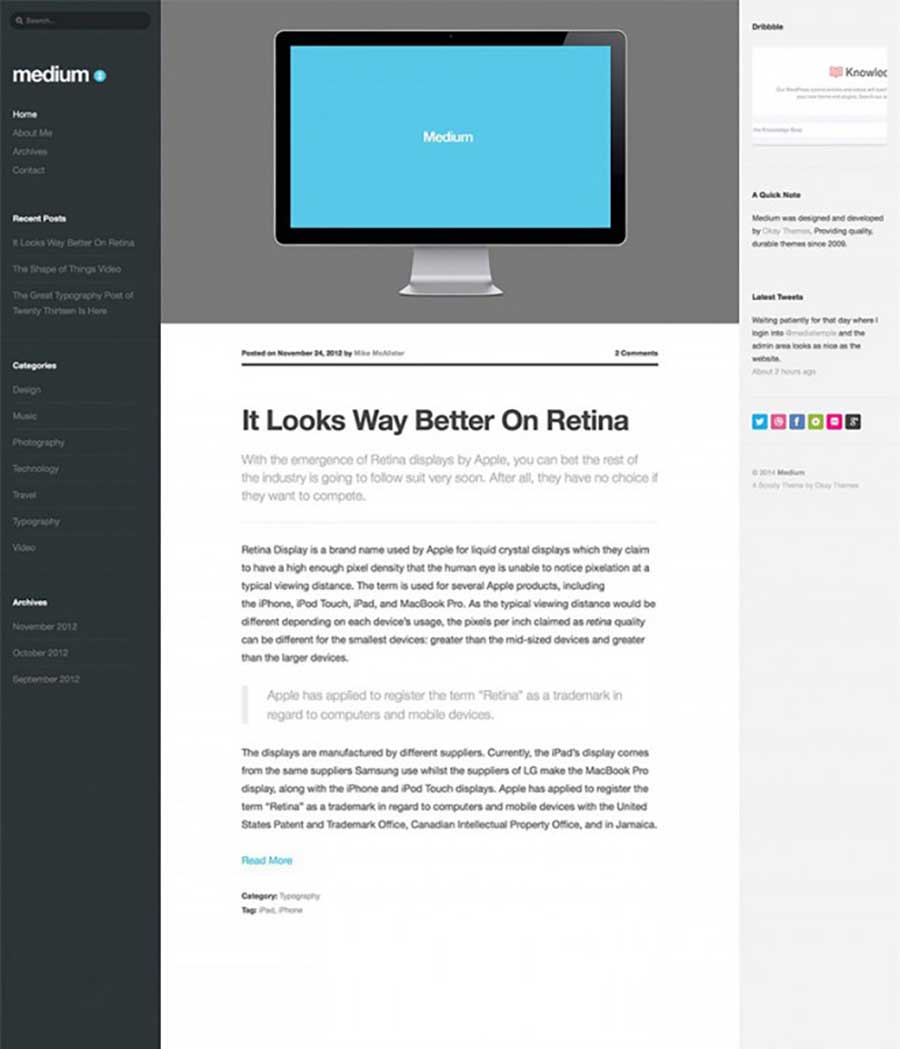 Search...
medium
Home
About Me
Archives
Contact
Recent Posts
It Looks Way Better On Retina
The Shape of Things Video
The Great Typography Post of
Twenty Thirteen Is Here
Categories
Design
Music
Photography
Technology
Travel
Typography
Video
Archives
November 2012
October 2012
September 2012
Medium
Posted on November 24, 2012 by Mike McAlister
2 Comments
It Looks Way Better On Retina
With the emergence of Retina displays by Apple, you can bet the rest of
the industry is going to follow suit very soon. After all, they have no choice if
they want to compete.
Retina Display is a brand name used by Apple for liquid crystal displays which they claim
to have a high enough pixel density that the human eye is unable to notice pixelation at a
typical viewing distance. The term is used for several Apple products, including
the iPhone, iPod Touch, iPad, and MacBook Pro. As the typical viewing distance would be
different depending on each device's usage, the pixels per inch claimed as retina quality
can be different for the smallest devices: greater than the mid-sized devices and greater
than the larger devices.
Apple has applied to register the term "Retina" as a trademark in
regard to computers and mobile devices.
The displays are manufactured by different suppliers. Currently, the iPad's display comes
from the same suppliers Samsung use whilst the suppliers of LG make the MacBook Pro
display, along with the iPhone and iPod Touch displays. Apple has applied to register the
term "Retina" as a trademark in regard to computers and mobile devices with the United
States Patent and Trademark Office, Canadian Intellectual Property Office, and in Jamaica.
Read More
Category: Typography
Tag: iPad, iPhone
Dribbble
Knowlec
the Knowledge Base
A Quick Note
Medium was designed and developed
by Okay Themes. Providing quality,
durable themes since 2009.
Latest Tweets
Waiting patiently for that day where I
login into @mediatemple and the
admin area looks as nice as the
website.
About 2 hours ago
© 2014 Medium
A Scrolly Theme by Okay Themes